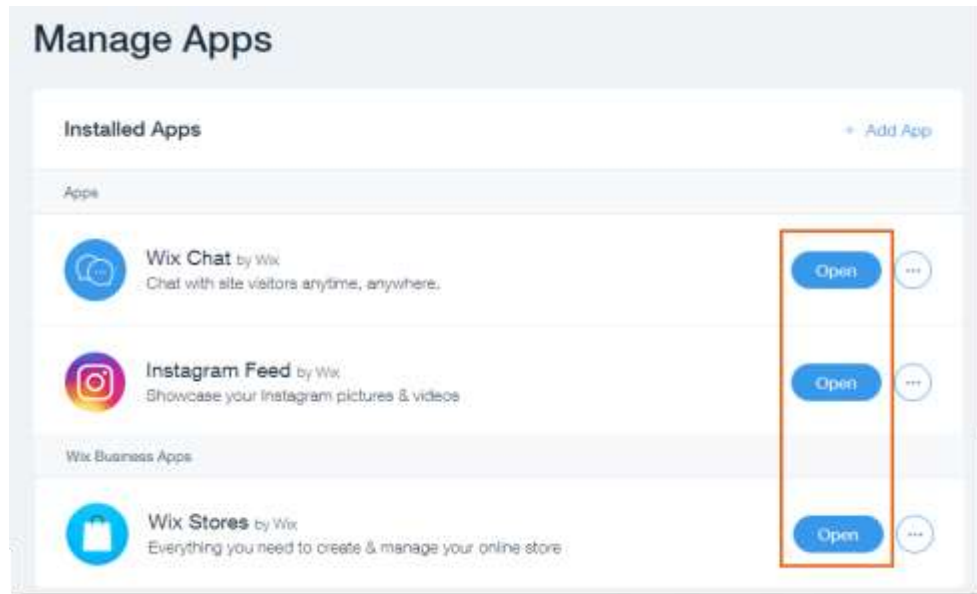 Manage Apps
Installed Apps
+ Add App
Apps
Wix Chat by Wix
Chat with site visitors anytime, anywhere.
Open
Instagram Feed by Wix
Showcase your Instagram pictures & videos
Open
Wix Business Apps
Wix Stores by Wix
Everything you need to create & manage your online store
Open